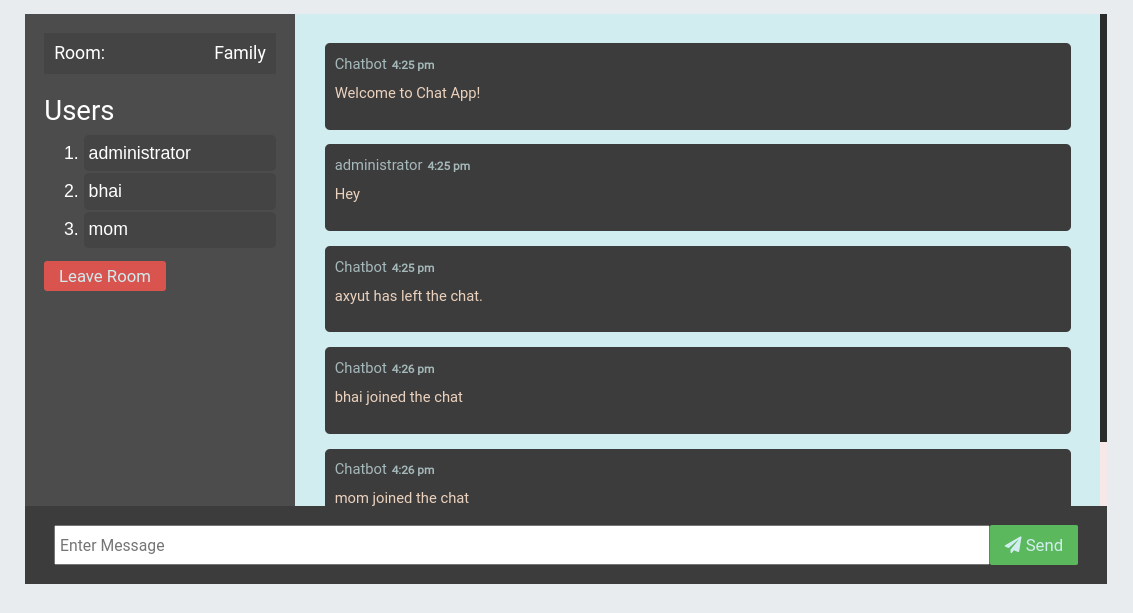 Room: Family
Users
1. administrator
2. bhai
3. mom
Leave Room
Chatbot 4:25 pm
Welcome to Chat App!
administrator 4:25 pm
Hey
Chatbot 4:25 pm
axyut has left the chat.
Chatbot 4:26 pm
bhai joined the chat
Chatbot 4:26 pm
mom joined the chat
Enter Message
Send